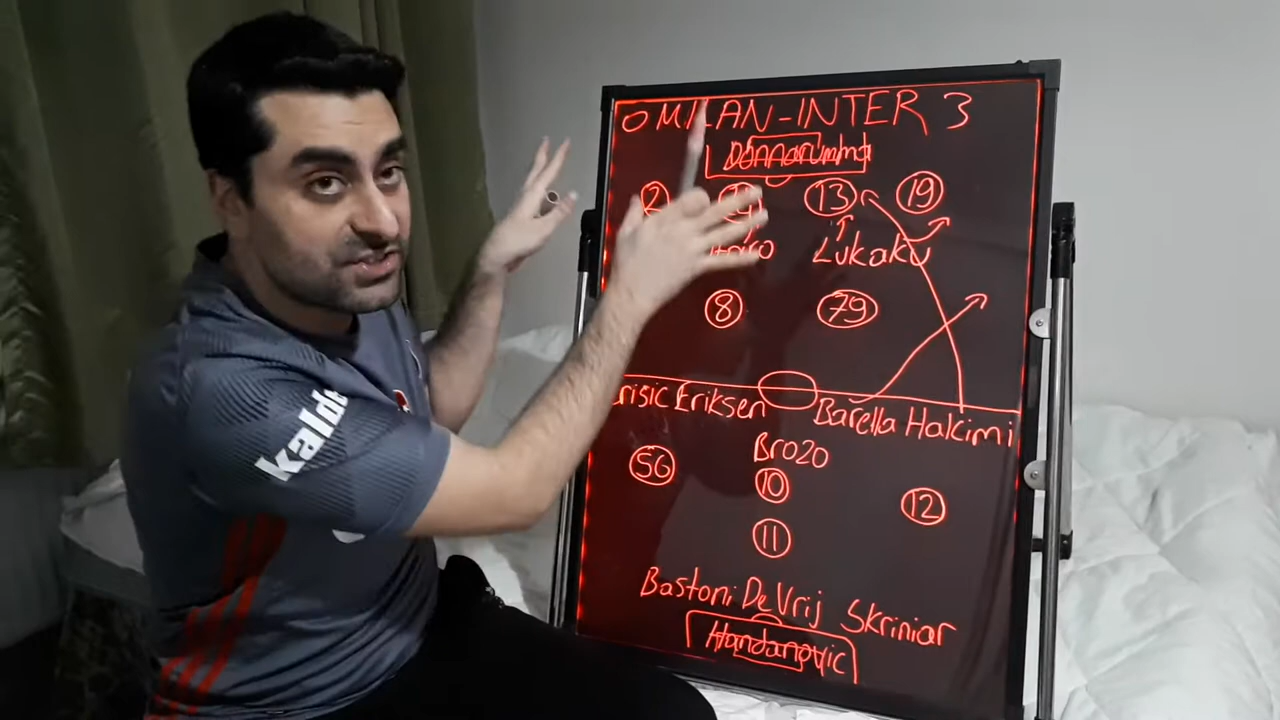 0 MILAN-INTER 3
Donnarumma
2 13 19
Lukaku
8 79
Eriksen Barella Hakimi
Brozo
56
10
12
11
Bastoni De Vrij Skriniar
Handanovic
kalde